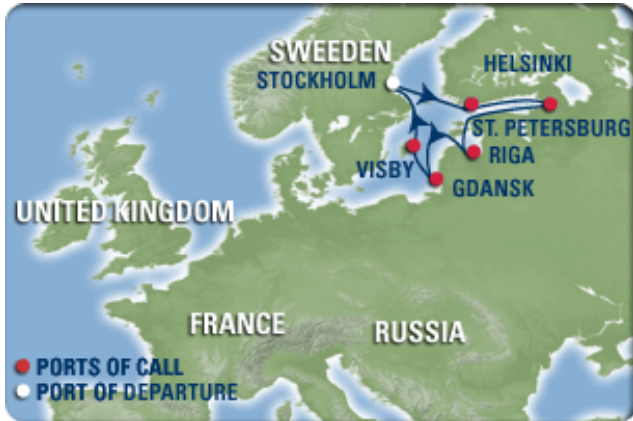 SWEEDEN
HELSINKI
STOCKHOLM
ST. PETERSBURG
RIGA
VISBY
GDANSK
UNITED KINGDOM
FRANCE
RUSSIA
PORTS OF CALL
PORT OF DEPARTURE